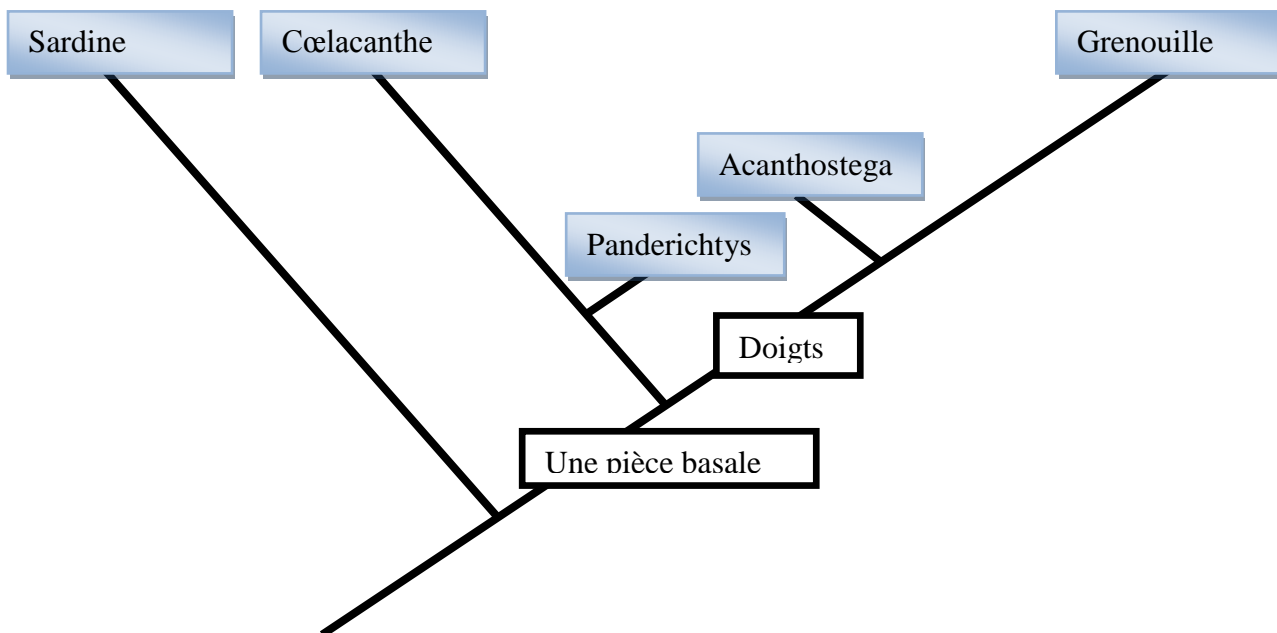 Sardine
Cœlacanthe
Grenouille
Acanthostega
Panderichtys
Doigts
Une pièce basale